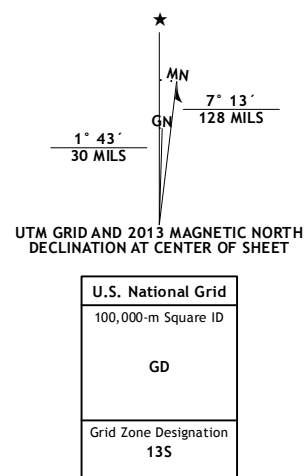 ★
MN
GN
7° 13´
128 MILS
1° 43´
30 MILS
UTM GRID AND 2013 MAGNETIC NORTH
DECLINATION AT CENTER OF SHEET
U.S. National Grid
100,000-m Square ID
GD
Grid Zone Designation
13S